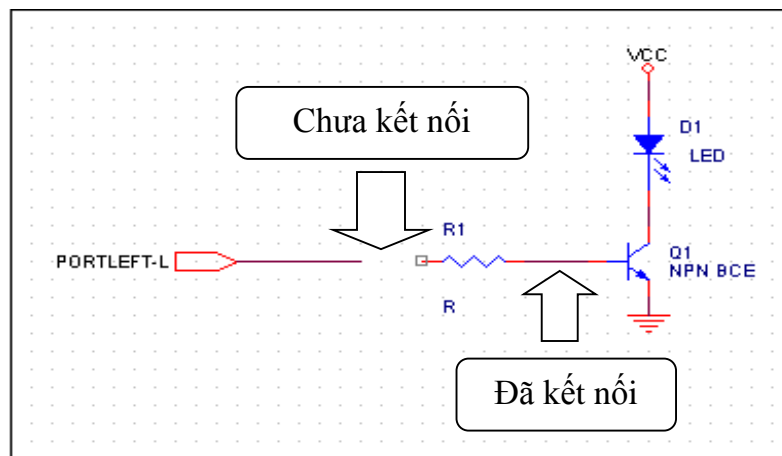 VCC
Chưa kết nối
D1
LED
R1
PORTLEFT-L
Q1
NPN BCE
R
Đã kết nối